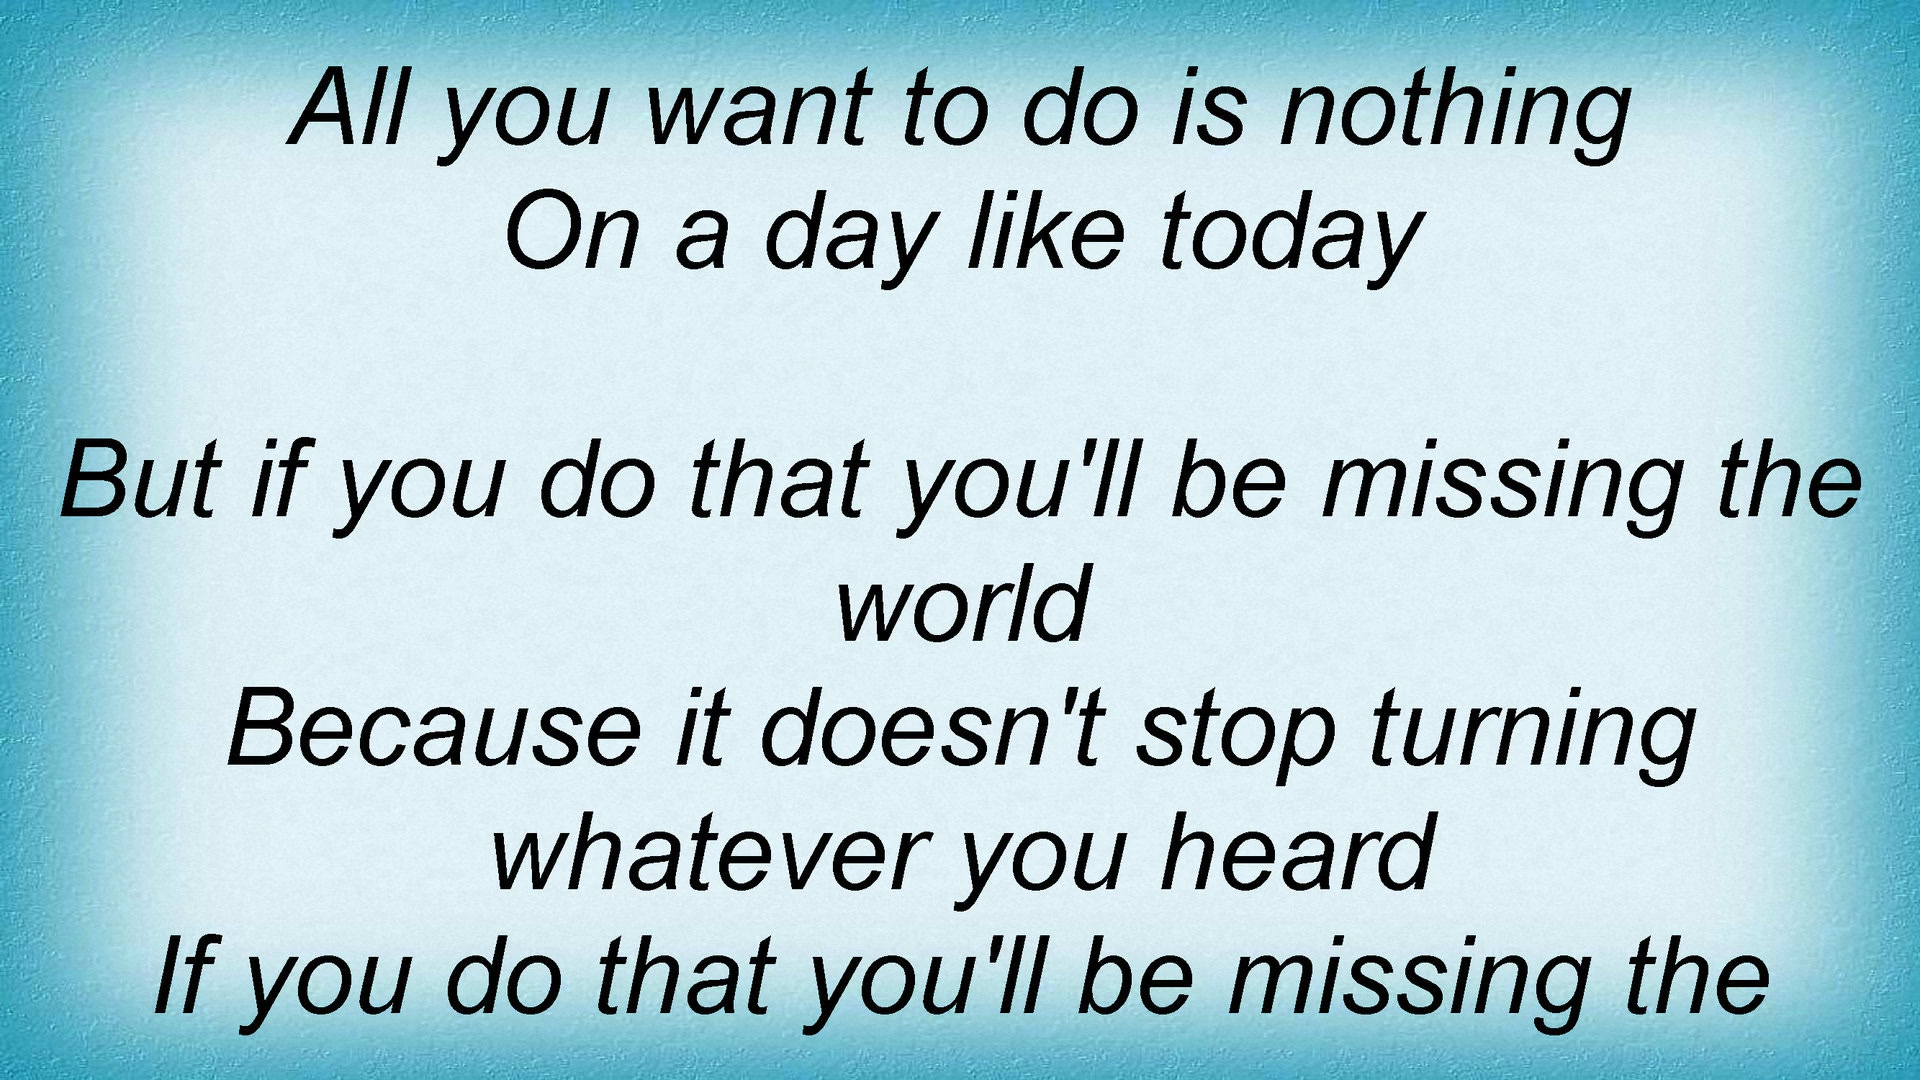 All you want to do is nothing
On a day like today
But if you do that you'll be missing the
world
Because it doesn't stop turning
whatever you heard
If you do that you'll be missing the